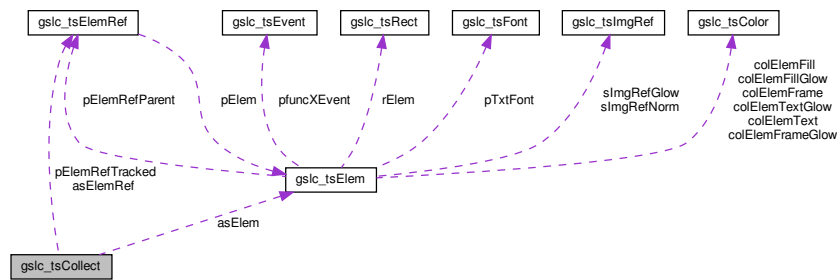 gslc_tsElemRef
gslc_tsEvent
gslc_tsRect
gslc_tsFont
gslc_tsImgRef
gslc_tsColor
pElemRefParent
pElem
pfuncXEvent
rElem
pTxtFont
sImgRefGlow
sImgRefNorm
colElemFill
colElemFillGlow
colElemFrame
colElemTextGlow
colElemText
colElemFrameGlow
pElemRefTracked
asElemRef
gslc_tsElem
asElem
gslc_tsCollect